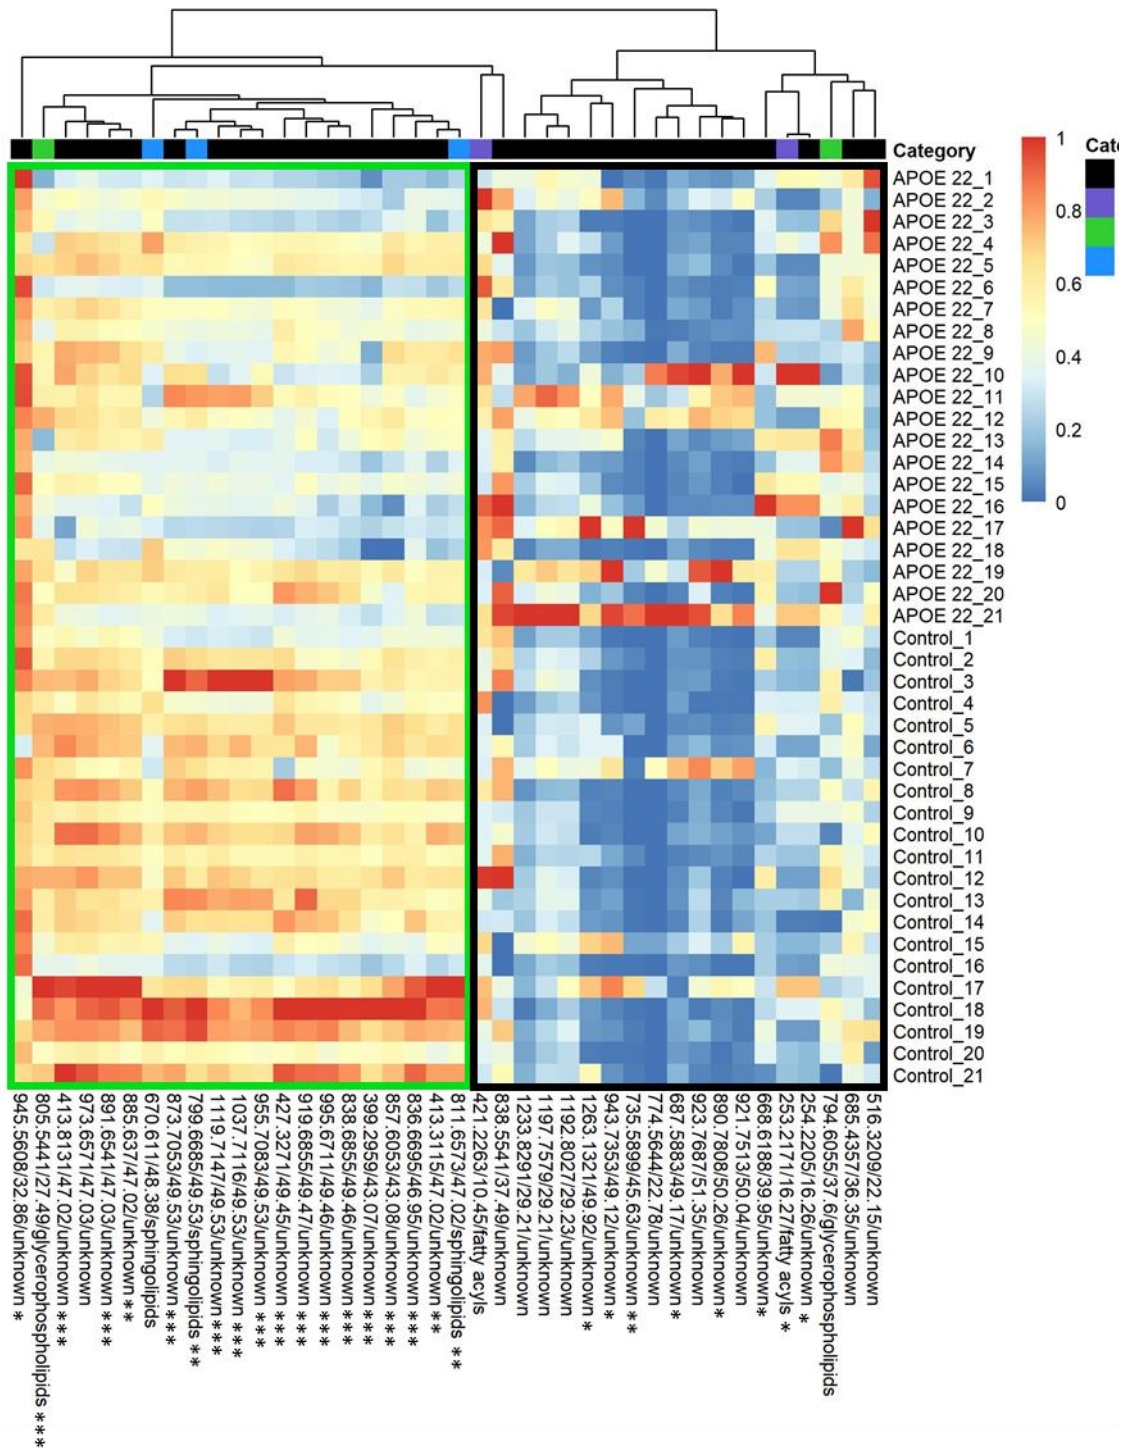 Category
APOE 22_1
APOE 22_2
APOE 22_3
APOE 22_4
APOE 22_5
APOE 22_6
APOE 22_7
APOE 22_8
APOE 22_9
APOE 22_10
APOE 22_11
APOE 22_12
APOE 22_13
APOE 22_14
APOE 22_15
APOE 22_16
APOE 22_17
APOE 22_18
APOE 22_19
APOE 22_20
APOE 22_21
Control_1
Control_2
Control_3
Control_4
Control_5
Control_6
Control_7
Control_8
Control_9
Control_10
Control_11
Control_12
Control_13
Control_14
Control_15
Control_16
Control_17
Control_18
Control_19
Control_20
Control_21
1
0.8
0.6
0.4
0.2
0
Cat
945.5608/32.86/unknown *
805.5441/27.49/glycerophospholipids ***
413.8131/47.02/unknown ***
973.6571/47.03/unknown
891.6541/47.03/unknown ***
885.637/47.02/unknown **
670.611/48.38/sphingolipids
873.7053/49.53/unknown ***
799.6685/49.53/sphingolipids **
1119.7147/49.53/unknown ***
1037.7116/49.53/unknown ***
955.7083/49.53/unknown ***
427.3271/49.45/unknown ***
919.6855/49.47/unknown ***
995.6711/49.46/unknown ***
838.6855/49.46/unknown ***
399.2959/43.07/unknown ***
857.6053/43.08/unknown ***
836.6695/46.95/unknown ***
413.3115/47.02/unknown **
811.6573/47.02/sphingolipids **
421.2263/10.45/fatty acyls
838.5541/37.49/unknown
1233.8291/29.21/unknown
1197.7579/29.21/unknown
1192.8027/29.23/unknown
1263.1321/49.92/unknown *
943.7353/49.12/unknown *
735.5899/45.63/unknown **
774.5644/22.78/unknown
687.5883/49.17/unknown *
923.7687/51.35/unknown
890.7808/50.26/unknown *
921.7513/50.04/unknown
668.6188/39.95/unknown *
253.2171/16.27/fatty acyls *
254.2205/16.26/unknown *
794.6055/37.6/glycerophospholipids
685.4357/36.35/unknown
516.3209/22.15/unknown